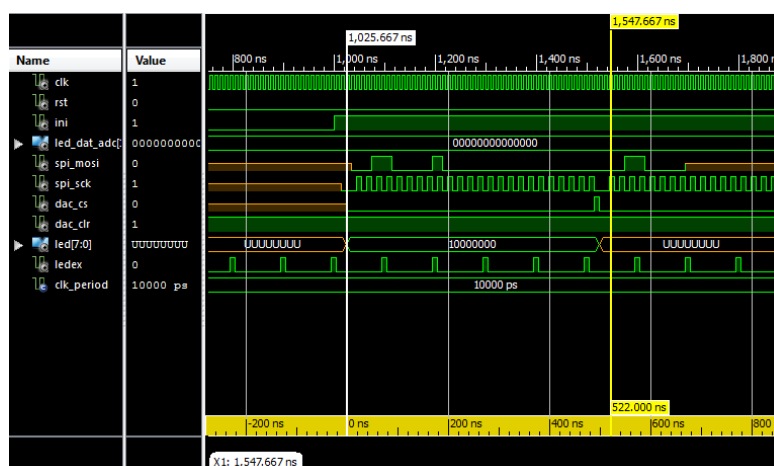 1,547.667 ns
1,025.667 ns
Name Value 800 ns 1,000 ns 1,200 ns 1,400 ns 1,600 ns
clk 1
rst 0
ini 1
led_dat_adc[ 0000000000 00000000000000
spi_mosi 0
spi_sck 1
dac_cs 0
dac_clr 1
led[7:0] UUUUUUUU UUUUUUUU 10000000 UUUUUUUU
ledex 0
clk_period 10000 ps 10000 ps
522.000 ns
-200 ns 0 ns 200 ns 400 ns 600 ns 800
X1: 1,547.667 ns